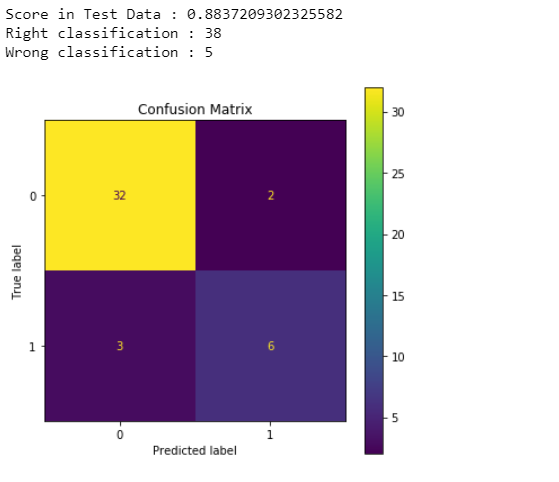 Score in Test Data : 0.8837209302325582
Right classification : 38
Wrong classification : 5
Confusion Matrix
30
25
20
15
10
5
0
1
32
2
3
6
True label
0
1
Predicted label